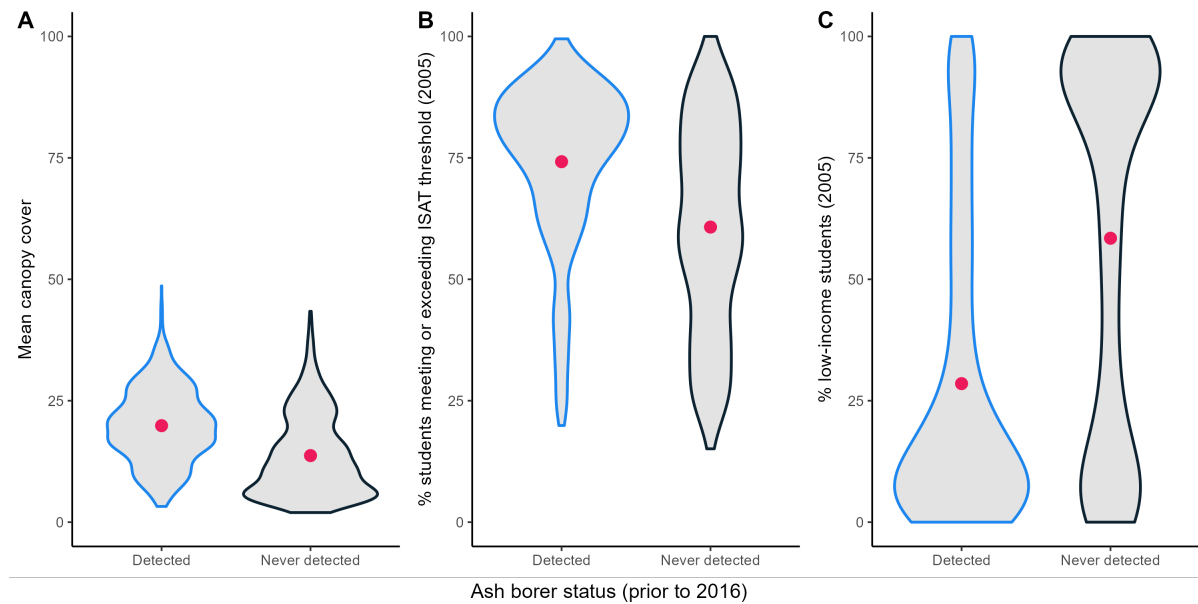 A
Mean canopy cover
100
75
50
25
0
Detected
Never detected
B
% students meeting or exceeding ISAT threshold (2005)
100
75
50
25
0
Detected
Never detected
C
% low-income students (2005)
100
75
50
25
0
Detected
Never detected
Ash borer status (prior to 2016)